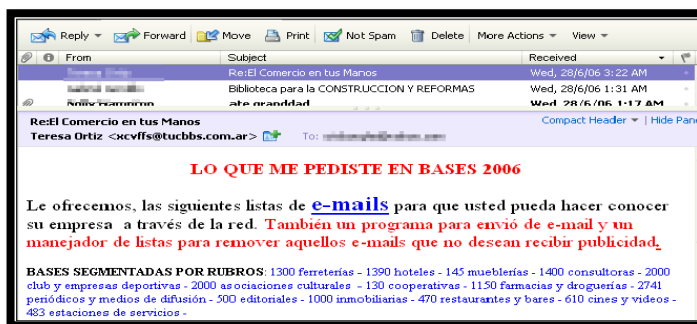 Reply Forward Move Print Not Spam Delete More Actions View
From Subject Received
Re:El Comercio en tus Manos Wed, 28/6/06 3:22 AM
Biblioteca para la CONSTRUCCION Y REFORMAS Wed, 28/6/06 1:31 AM
ate granddad Wed, 28/6/06 1:17 AM
Re:El Comercio en tus Manos Compact Header | Hide Pane
Teresa Ortiz <xcvffs@tucbbs.com.ar> To:
LO QUE ME PEDISTE EN BASES 2006
Le ofrecemos, las siguientes listas de e-mails para que usted pueda hacer conocer
su empresa a través de la red. También un programa para envió de e-mail y un
manejador de listas para remover aquellos e-mails que no desean recibir publicidad.
BASES SEGMENTADAS POR RUBROS: 1300 ferreterías - 1390 hoteles - 145 mueblerías - 1400 consultoras - 2000
club y empresas deportivas - 2000 asociaciones culturales - 130 cooperativas - 1150 farmacias y droguerías - 2741
periódicos y medios de difusión - 500 editoriales - 1000 inmobiliarias - 470 restaurantes y bares - 610 cines y videos -
483 estaciones de servicios -